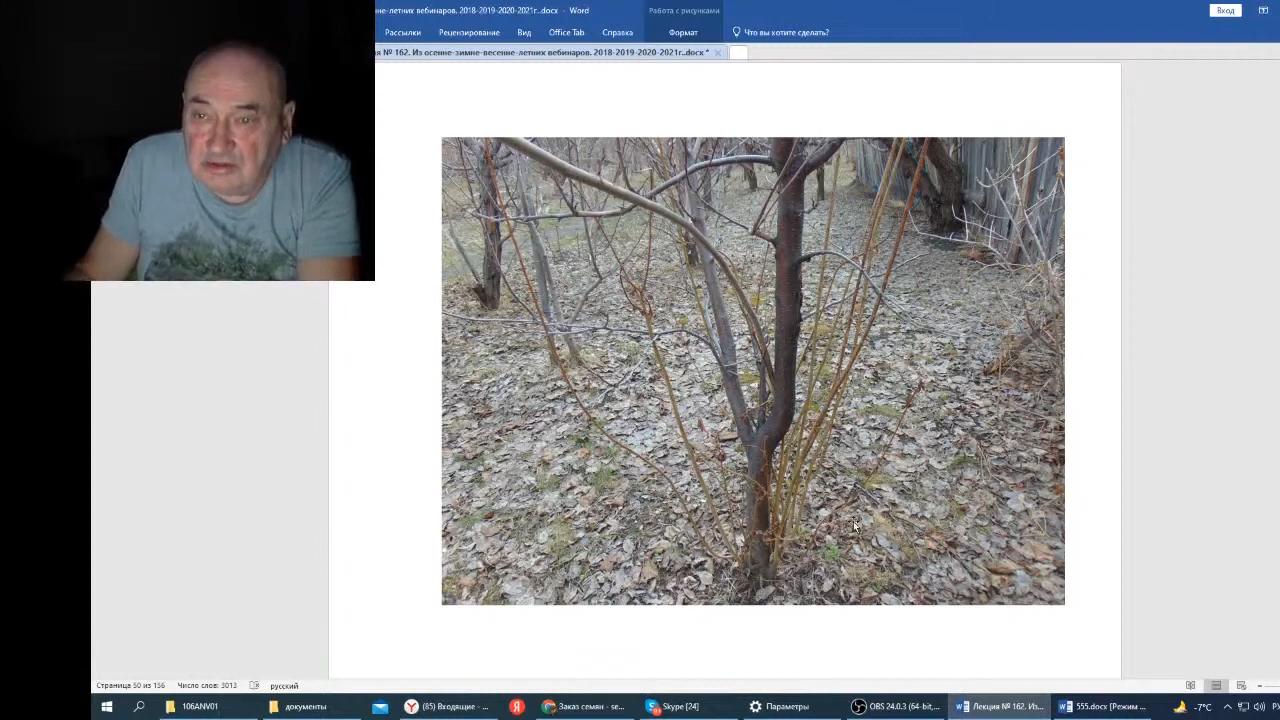 не-летних вебинаров. 2018-2019-2020-2021г..docx - Word
Работа с рисунками
Вход
Рассылки
Рецензирование
Вид
Office Tab
Справка
Формат
Что вы хотите сделать?
я № 162. Из осенне-зимне-весенне-летних вебинаров. 2018-2019-2020-2021г..docx *
Страница 50 из 156
Число слов: 3013
русский
106ANV01
документы
(85) Входящие - ...
Заказ семян - se...
Skype [24]
Параметры
OBS 24.0.3 (64-bit,...
Лекция № 162. Из...
555.docx [Режим ...
-7°C